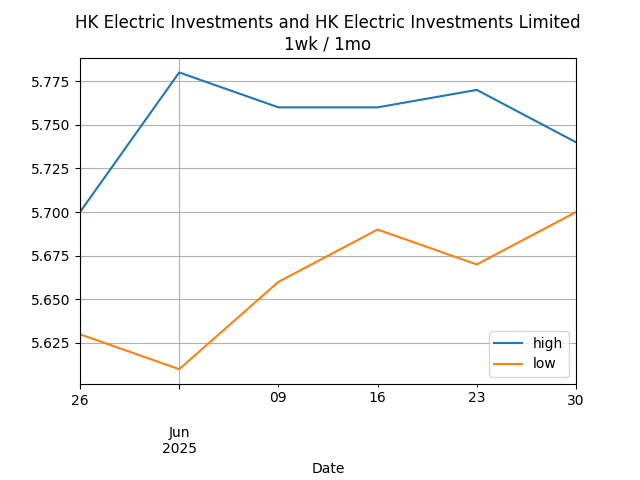 HK Electric Investments and HK Electric Investments Limited
1wk / 1mo
5.775
5.750
5.725
5.700
5.675
5.650
5.625
high
low
26
09
16
23
30
Jun
2025
Date